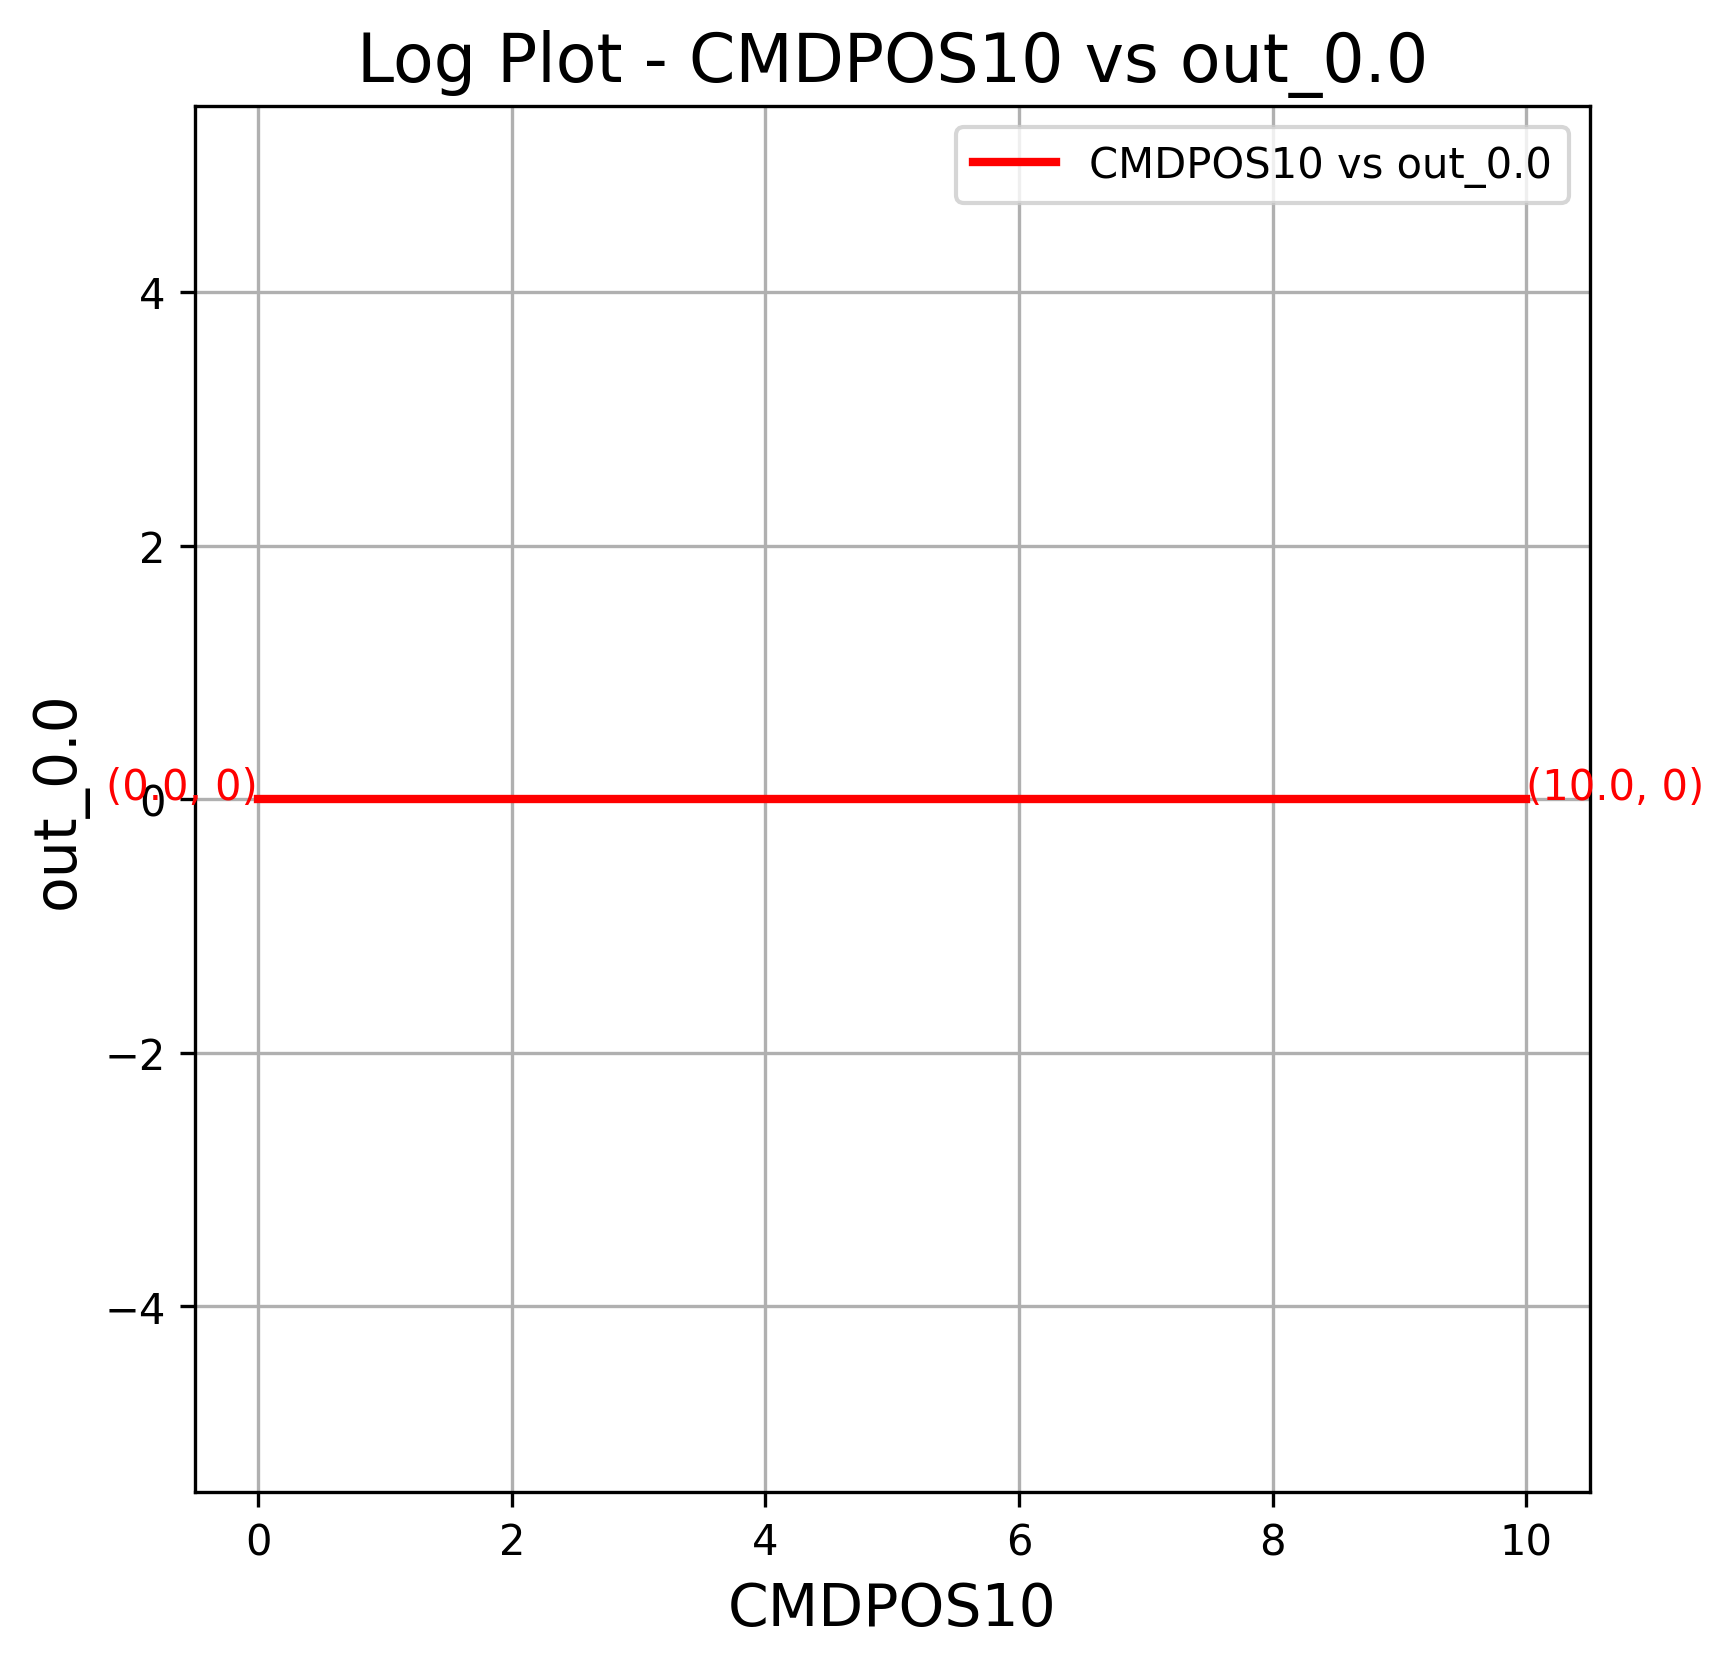 Log Plot - CMDPOS10 vs out_0.0
CMDPOS10 vs out_0.0
4
2
(0.0, 0)
0
(10.0, 0)
−2
−4
out_0.0
0 2 4 6 8 10
CMDPOS10